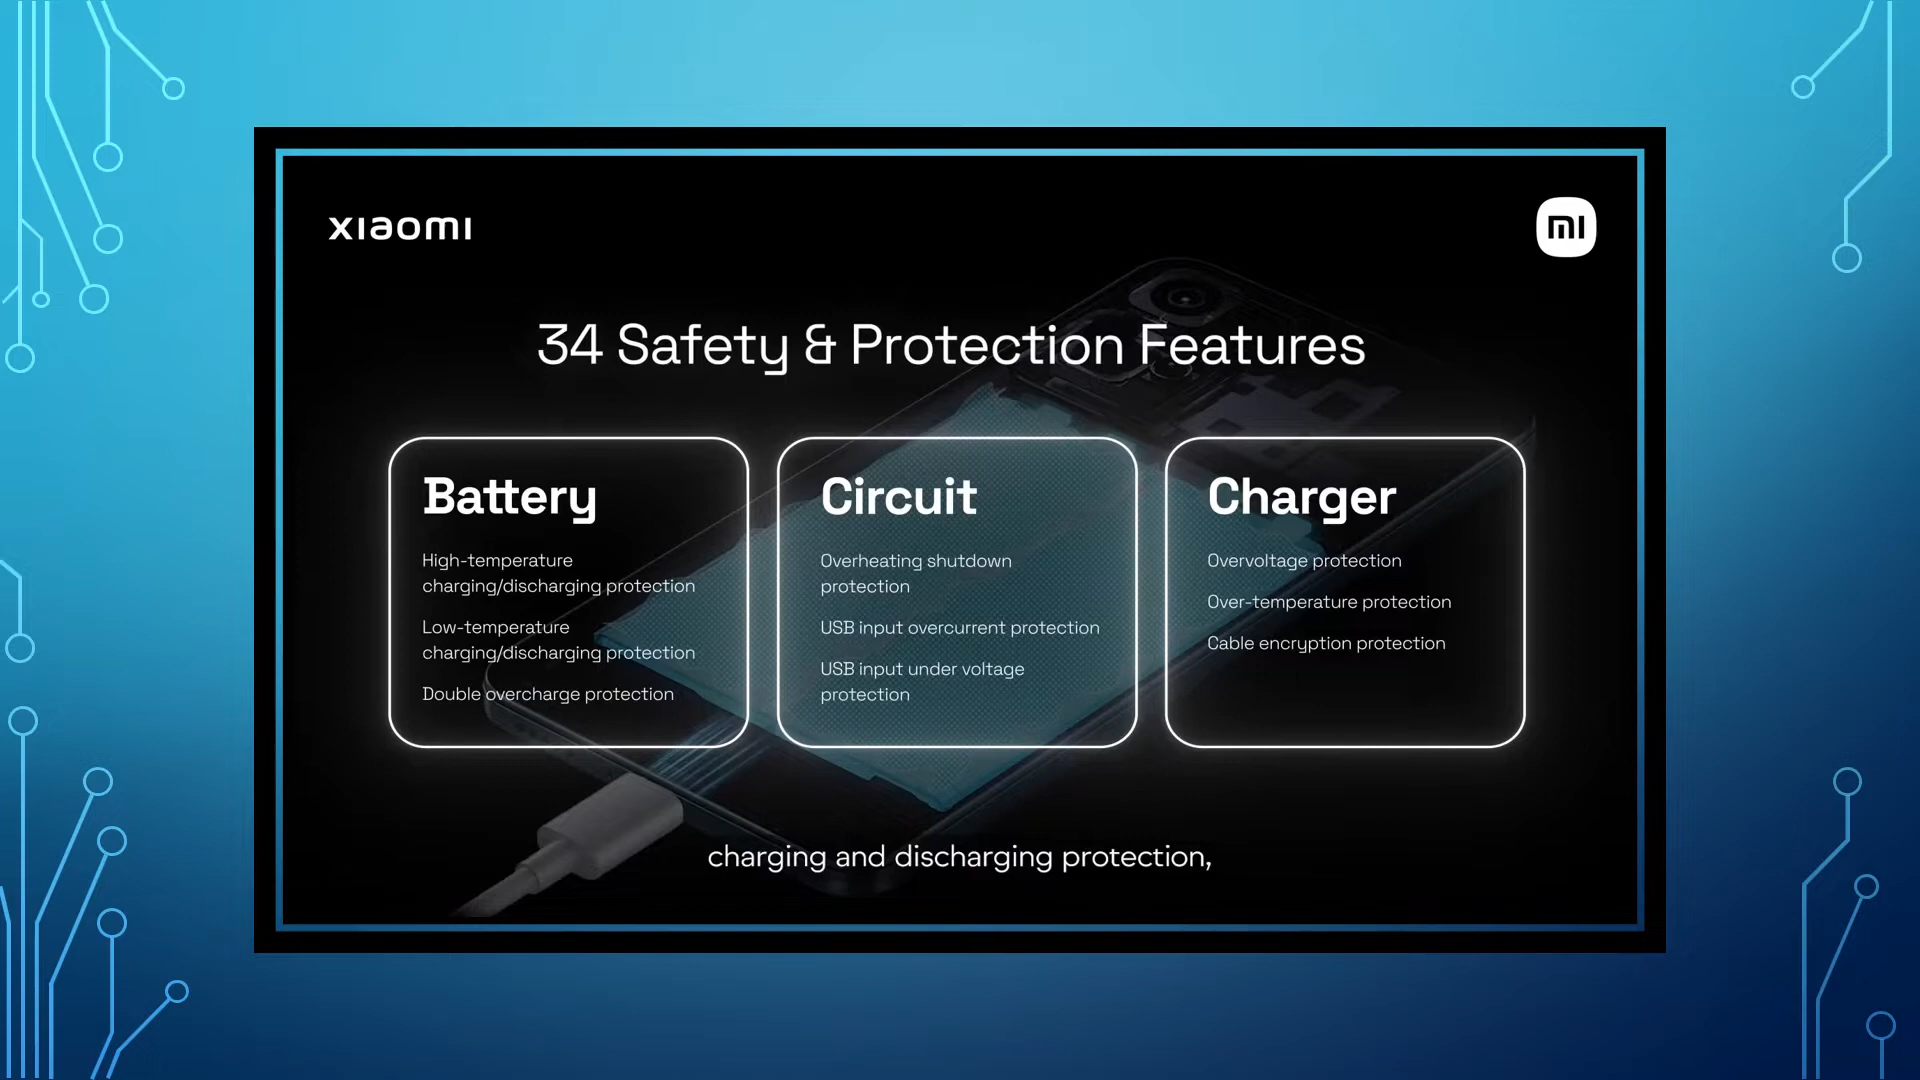 xiaomi
mi
34 Safety & Protection Features
Battery
High-temperature
charging/discharging protection
Low-temperature
charging/discharging protection
Double overcharge protection
Circuit
Overheating shutdown
protection
USB input overcurrent protection
USB input under voltage
protection
Charger
Overvoltage protection
Over-temperature protection
Cable encryption protection
charging and discharging protection,